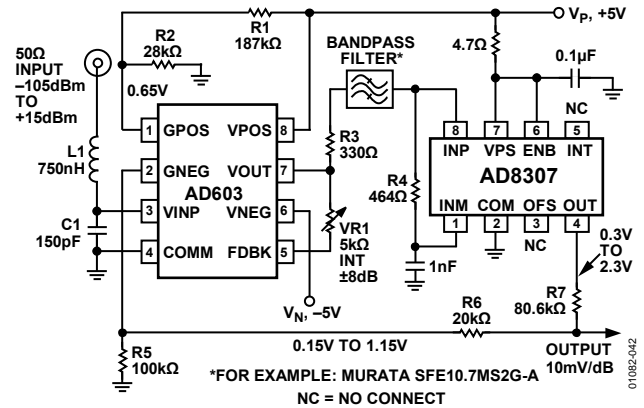 50Ω
INPUT
–105dBm
TO
+15dBm
R2
28kΩ
R1
187kΩ
VP, +5V
0.65V
L1
750nH
C1
150pF
1 GPOS VPOS 8
2 GNEG VOUT 7
AD603
3 VINP VNEG 6
4 COMM FDBK 5
BANDPASS
FILTER*
R3
330Ω
VR1
5kΩ
INT
±8dB
VN, –5V
4.7Ω
0.1µF
NC
8 7 6 5
INP VPS ENB INT
AD8307
INM COM OFS OUT
1 2 3 4
NC
R4
464Ω
1nF
0.3V
TO
2.3V
R7
80.6kΩ
R6
20kΩ
R5
100kΩ
0.15V TO 1.15V
OUTPUT
10mV/dB
*FOR EXAMPLE: MURATA SFE10.7MS2G-A
NC = NO CONNECT
01082-042